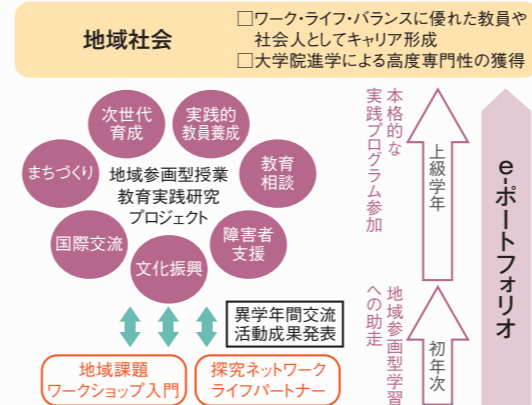 地域社会
□ワーク・ライフ・バランスに優れた教員や
社会人としてキャリア形成
□大学院進学による高度専門性の獲得
次世代
育成
実践的
教員養成
まちづくり
教育
相談
地域参画型授業
教育実践研究
プロジェクト
国際交流
障害者
支援
文化振興
異学年間交流
活動成果発表
地域課題
ワークショップ入門
探究ネットワーク
ライフパートナー
本格的な
実践プログラム参加
上級学年
地域参画型学習
への助走
初年次
e-ポートフォリオ